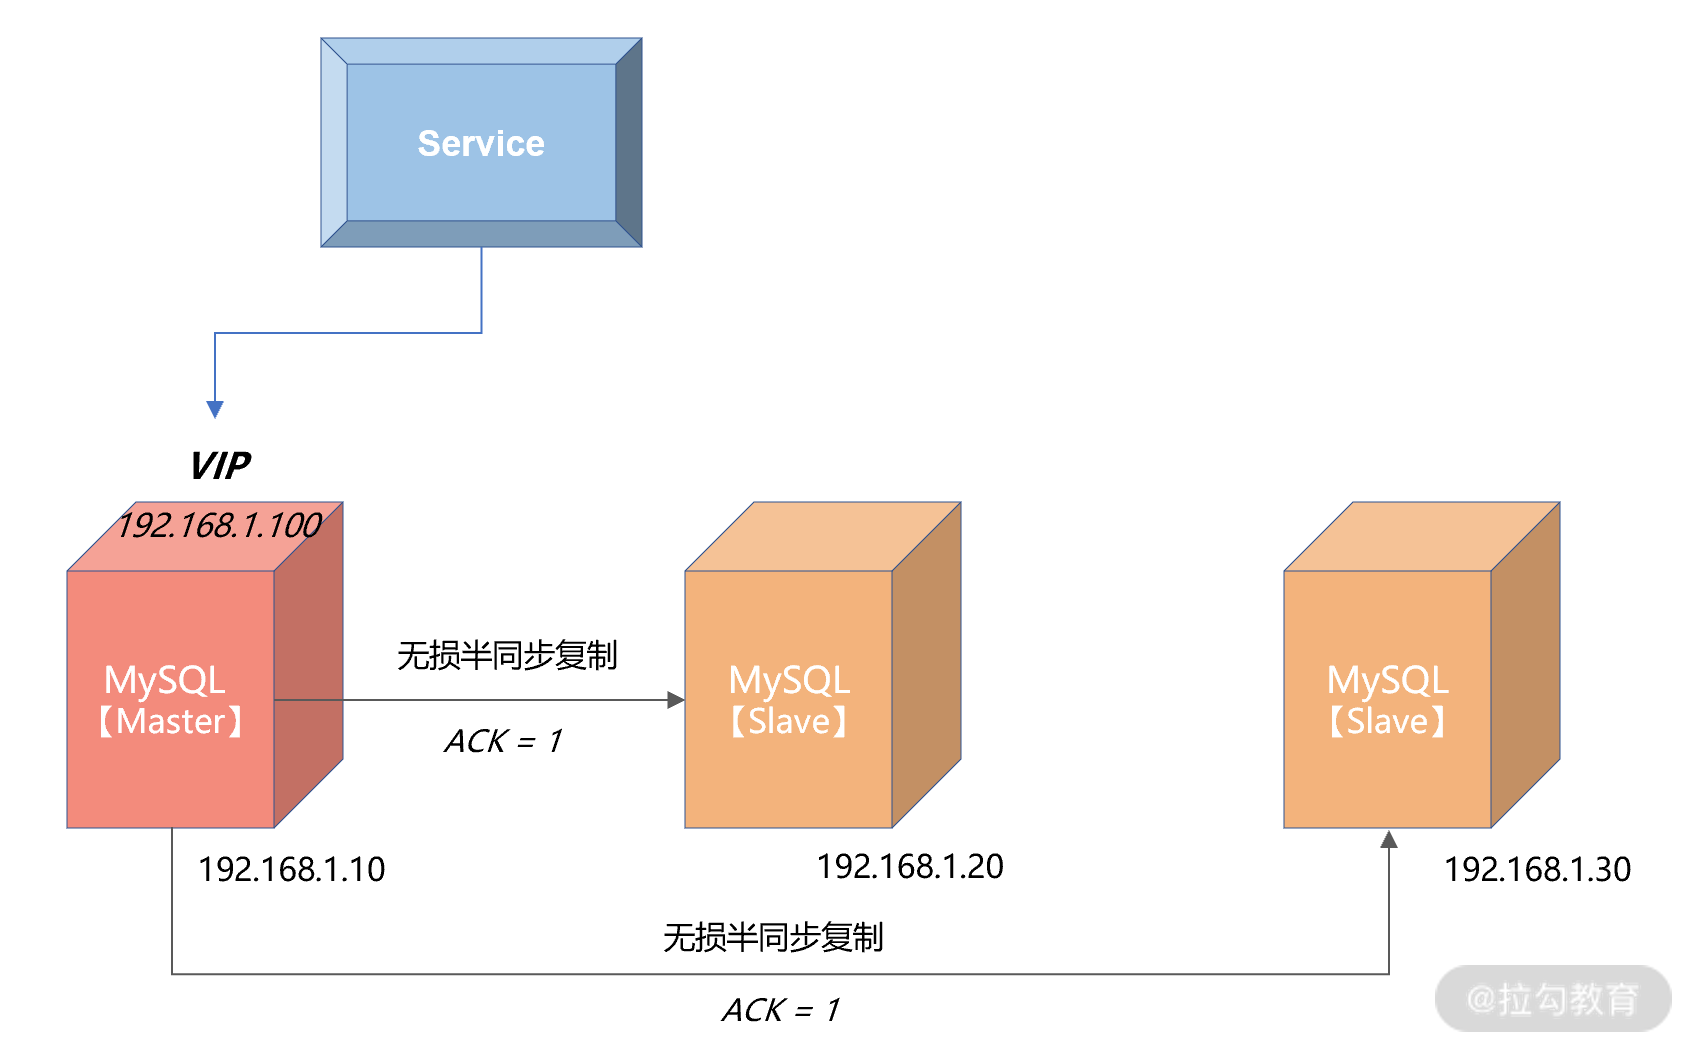 Service
VIP
192.168.1.100
无损半同步复制
MySQL
【Master】
MySQL
【Slave】
MySQL
【Slave】
ACK = 1
192.168.1.10
192.168.1.20
192.168.1.30
无损半同步复制
ACK = 1
@拉勾教育